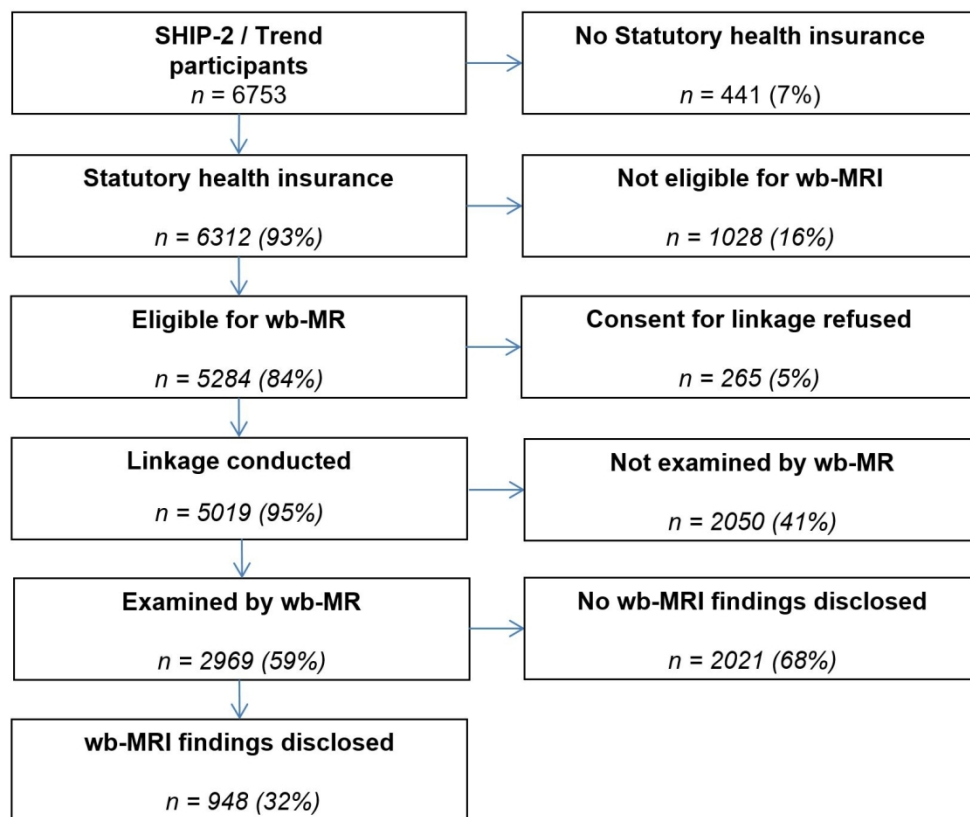 SHIP-2 / Trend
participants
n = 6753
No Statutory health insurance
n = 441 (7%)
Statutory health insurance
n = 6312 (93%)
Not eligible for wb-MRI
n = 1028 (16%)
Eligible for wb-MR
n = 5284 (84%)
Consent for linkage refused
n = 265 (5%)
Linkage conducted
n = 5019 (95%)
Not examined by wb-MR
n = 2050 (41%)
Examined by wb-MR
n = 2969 (59%)
No wb-MRI findings disclosed
n = 2021 (68%)
wb-MRI findings disclosed
n = 948 (32%)